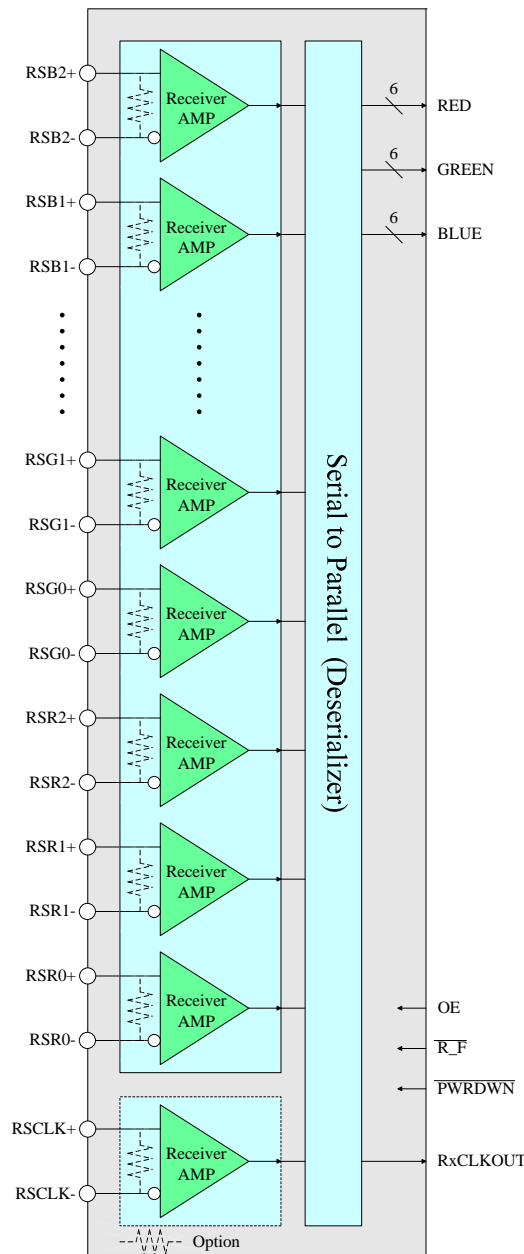 RSB2+
Receiver
AMP
RSB2-
6
RED
6
GREEN
RSB1+
Receiver
AMP
RSB1-
6
BLUE
RSG1+
Receiver
AMP
RSG1-
Serial to Parallel (Deserializer)
RSG0+
Receiver
AMP
RSG0-
RSR2+
Receiver
AMP
RSR2-
RSR1+
Receiver
AMP
RSR1-
RSR0+
Receiver
AMP
RSR0-
OE
R_F
PWRDWN
RSCLK+
Receiver
AMP
RSCLK-
RxCLKOUT
Option